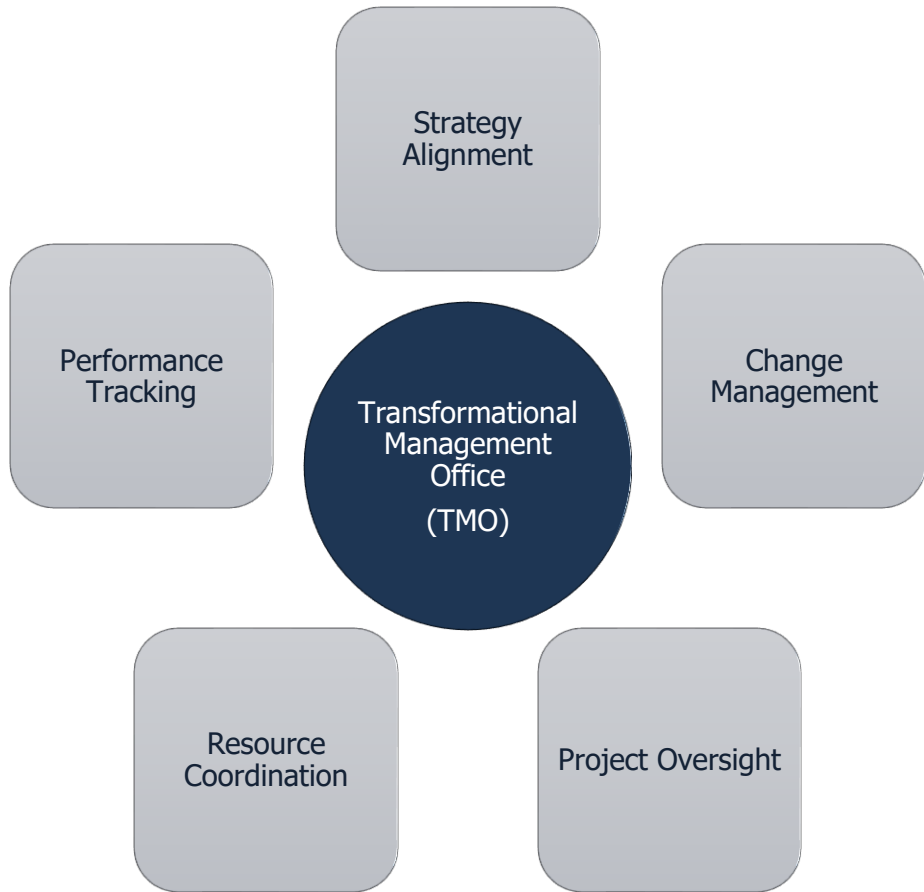 Strategy
Alignment
Performance
Tracking
Change
Management
Transformational
Management
Office
(TMO)
Resource
Coordination
Project Oversight